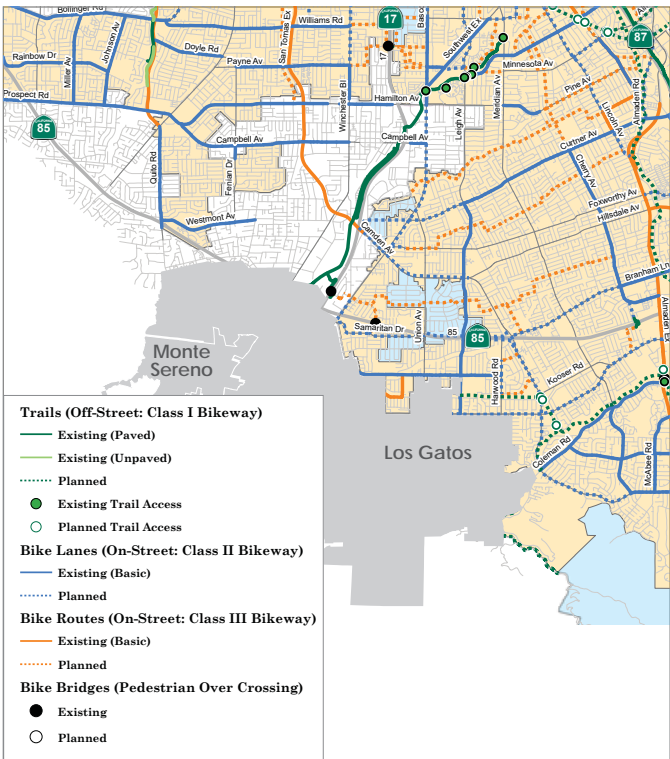 Bollinger Rd
Johnson Av
Miller Av
Rainbow Dr
Prospect Rd
Doyle Rd
Payne Av
San Tomas Ex
Williams Rd
Winchester Bl
17
17
Southwest Ex
Minnesota Av
Meridian Av
Hamilton Av
Leigh Av
Campbell Av
Campbell Av
Pine Av
Lincoln Av
Almaden Rd
87
85
Quito Rd
Fenian Dr
Westmont Av
Curtner Av
Cherry Av
Foxworthy Av
Hillsdale Av
Camden Av
Branham Ln
Union Av
Samaritan Dr
85
85
Almaden Ex
Harwood Rd
Kooser Rd
Coleman Rd
McAbee Rd
Monte
Sereno
Los Gatos
Trails (Off-Street: Class I Bikeway)
Existing (Paved)
Existing (Unpaved)
Planned
Existing Trail Access
Planned Trail Access
Bike Lanes (On-Street: Class II Bikeway)
Existing (Basic)
Planned
Bike Routes (On-Street: Class III Bikeway)
Existing (Basic)
Planned
Bike Bridges (Pedestrian Over Crossing)
Existing
Planned